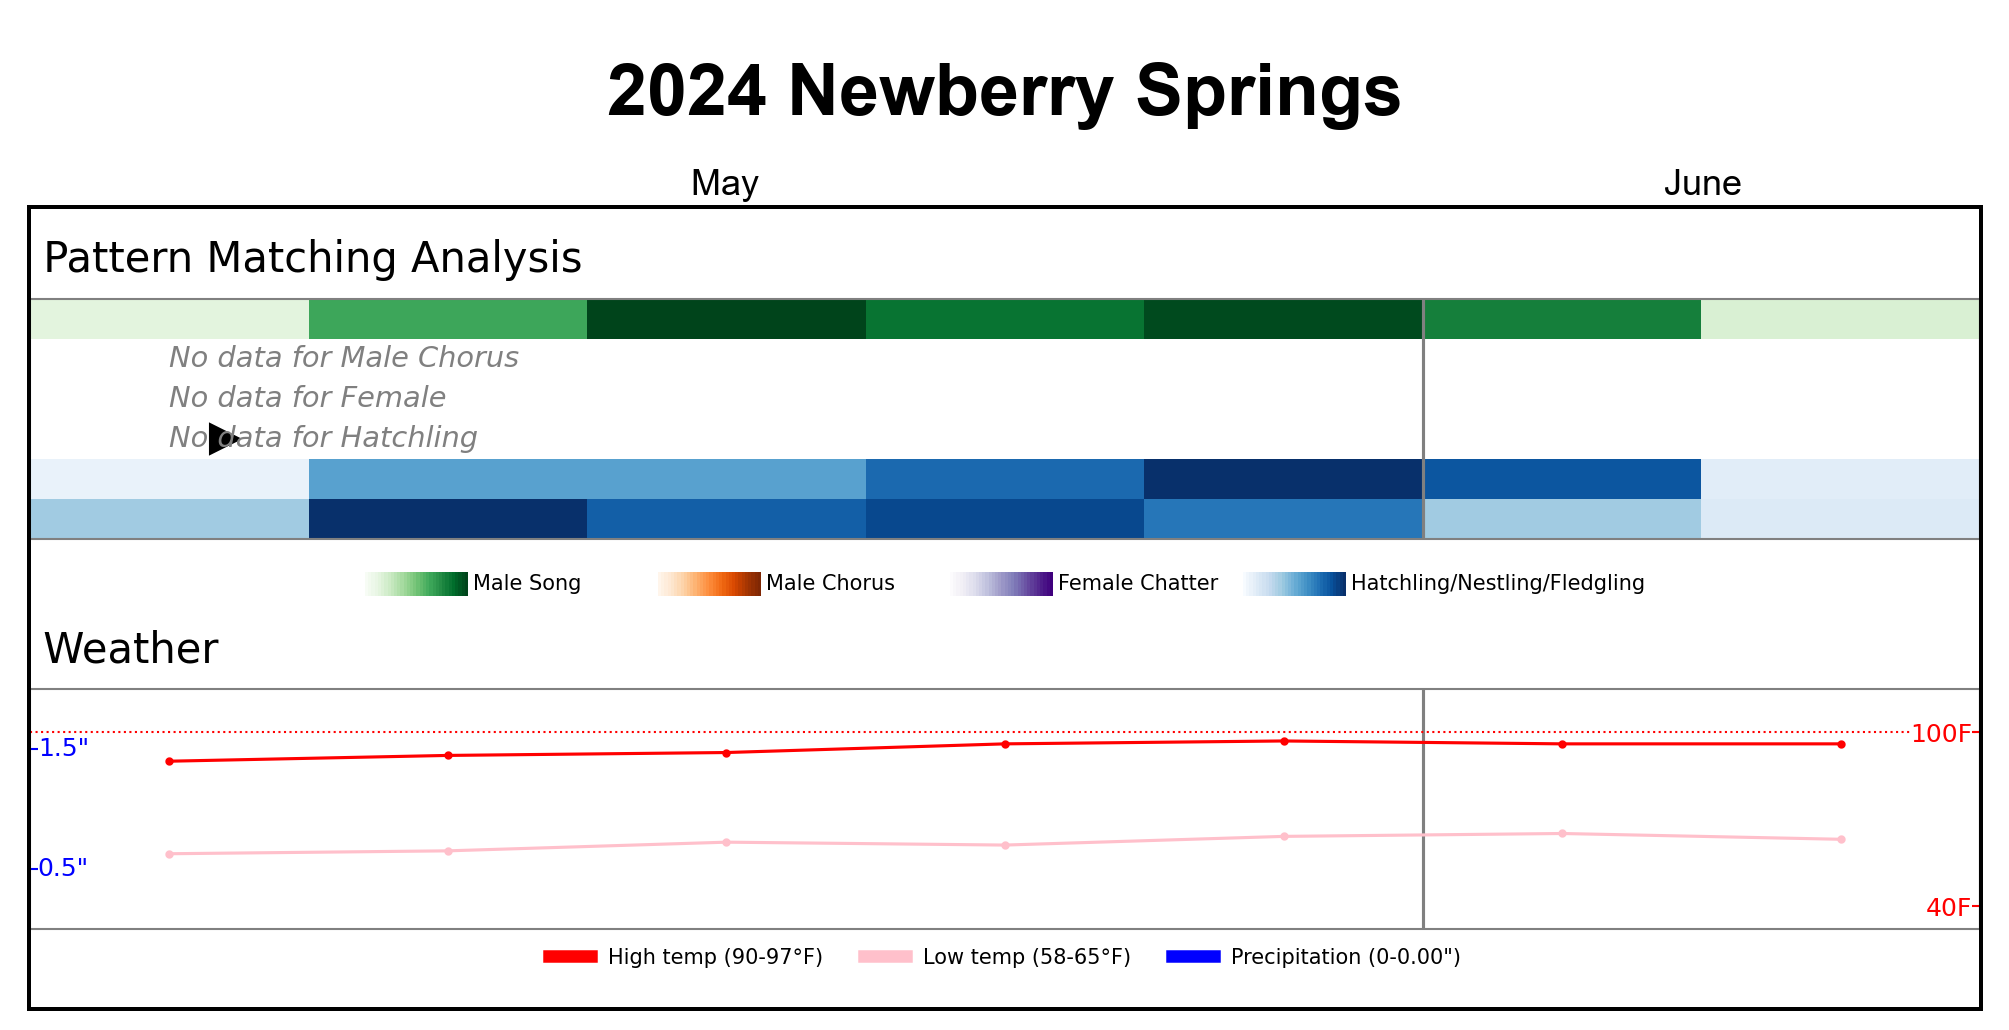 2024 Newberry Springs
May June
Pattern Matching Analysis
No data for Male Chorus
No data for Female
No data for Hatchling
Male Song Male Chorus Female Chatter Hatchling/Nestling/Fledgling
Weather
1.5" 100F
0.5" 40F
High temp (90-97°F) Low temp (58-65°F) Precipitation (0-0.00")